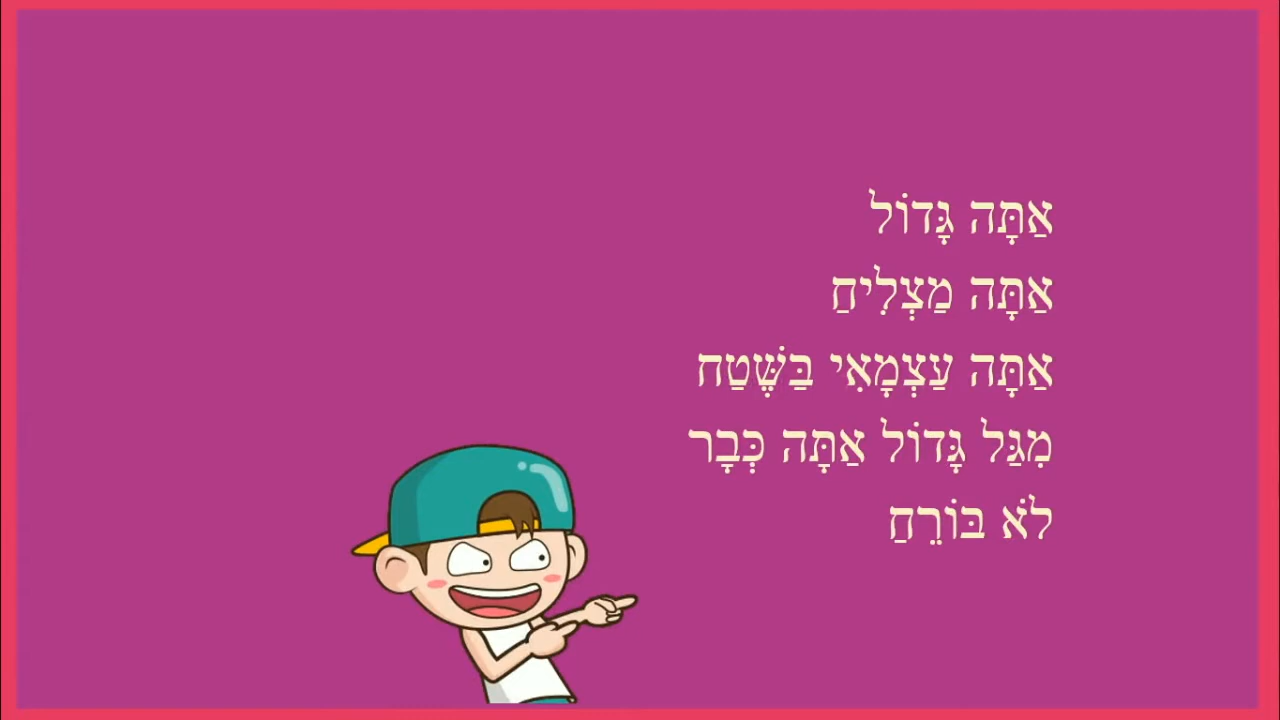 אַתָּה גָּדוֹל
אַתָּה מַצְלִיחַ
אַתָּה עַצְמָאִי בַּשֶּׁטַח
מִגַּל גָּדוֹל אַתָּה כְּבָר
לֹא בּוֹרֵחַ